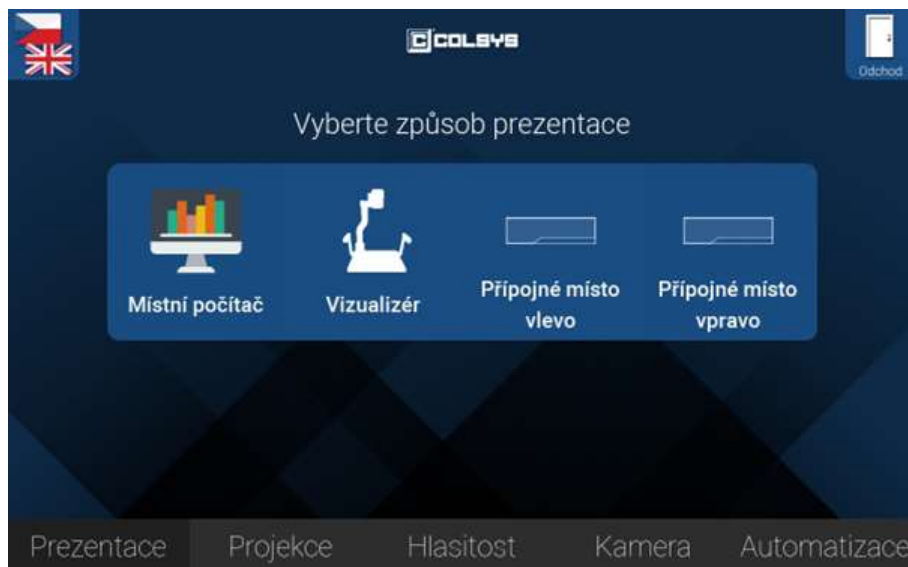 COLSYS
Odchod
Vyberte způsob prezentace
Místní počítač
Vizualizér
Přípojné místo
vlevo
Přípojné místo
vpravo
Prezentace
Projekce
Hlasitost
Kamera
Automatizace